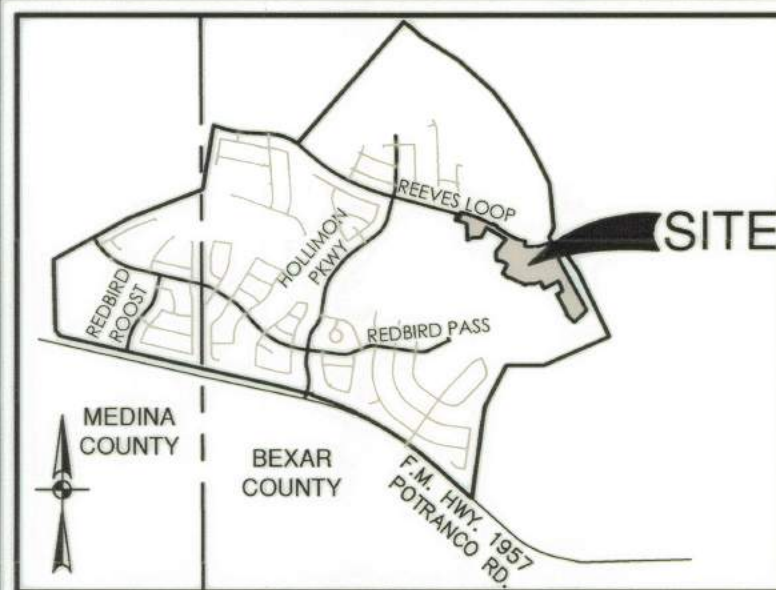 REEVES LOOP
SITE
HOLLIMON
PKWY
REDBIRD
ROOST
REDBIRD PASS
MEDINA
COUNTY
BEXAR
COUNTY
F.M. HWY. 1957
POTRANCO RD.